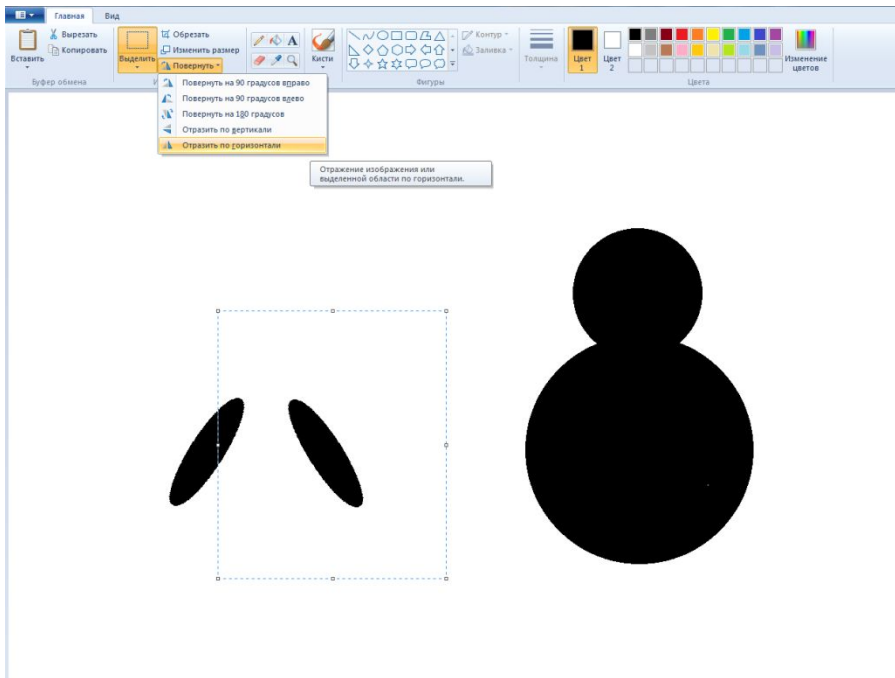 Главная Вид
Вставить
Вырезать
Копировать
Буфер обмена
Выделить
Обрезать
Изменить размер
Повернуть
И
A
Кисти
Фигуры
Контур
Заливка
Толщина
Цвет 1
Цвет 2
Цвета
Изменение цветов
Повернуть на 90 градусов вправо
Повернуть на 90 градусов влево
Повернуть на 180 градусов
Отразить по вертикали
Отразить по горизонтали
Отражение изображения или
выделенной области по горизонтали.